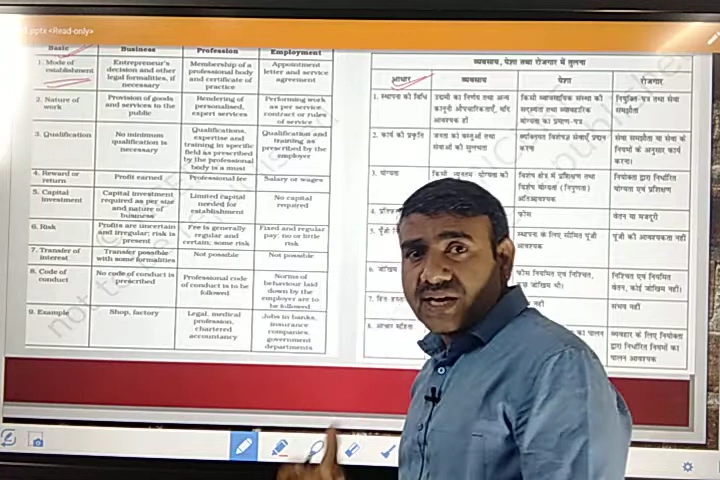 .pptx <Read-only>
Basic Business Profession Employment
1. Mode of establishment
Entrepreneur's decision and other legal formalities, if necessary
Membership of a professional body and certificate of practice
Appointment letter and service agreement
2. Nature of work
Provision of goods and services to the public
Rendering of personalised, expert services
Performing work as per service contract or rules of service
3. Qualification
No minimum qualification is necessary
Qualifications, expertise and training in specific field as prescribed by the professional body is a must
Qualification and training as prescribed by the employer
4. Reward or return
Profit earned
Professional fee
Salary or wages
5. Capital investment
Capital investment required as per size and nature of business
Limited capital needed for establishment
No capital required
6. Risk
Profits are uncertain and irregular; risk is present
Fee is generally regular and certain; some risk
Fixed and regular pay; no or little risk
7. Transfer of interest
Transfer possible with some formalities
Not possible
Not possible
8. Code of conduct
No code of conduct is prescribed
Professional code of conduct is to be followed
Norms of behaviour laid down by the employer are to be followed
9. Example
Shop, factory
Legal, medical profession, chartered accountancy
Jobs in banks, insurance companies, government departments
व्यवसाय, पेशा तथा रोजगार में तुलना
आधार व्यवसाय पेशा रोजगार
1. स्थापना की विधि
उद्यमी का निर्णय तथा अन्य कानूनी औपचारिकताएँ, यदि आवश्यक हो
किसी व्यावसायिक संस्था की सदस्यता तथा व्यावहारिक योग्यता का प्रमाण-पत्र
नियुक्ति-पत्र तथा सेवा समझौता
2. कार्य की प्रकृति
जनता को वस्तुओं तथा सेवाओं की सुलभता
व्यक्तिगत विशेषज्ञ सेवाएँ प्रदान करना
सेवा समझौता या सेवा के नियमों के अनुसार कार्य करना।
3. योग्यता
किसी न्यूनतम योग्यता की
विशेष क्षेत्र में प्रशिक्षण तथा विशेष योग्यता (निपुणता) अतिआवश्यक
नियोक्ता द्वारा निर्धारित योग्यता एवं प्रशिक्षण
4.
फीस
वेतन या मजदूरी
5. पूँजी
स्थापना के लिए सीमित पूंजी आवश्यक
पूंजी की आवश्यकता नहीं
6. जोखिम
फीस नियमित एवं निश्चित, जोखिम भी।
निश्चित एवं नियमित वेतन, कोई जोखिम नहीं।
7.
नहीं
संभव नहीं
8. आचार संहिता
का पालन
व्यवहार के लिए नियोक्ता द्वारा निर्धारित नियमों का पालन आवश्यक